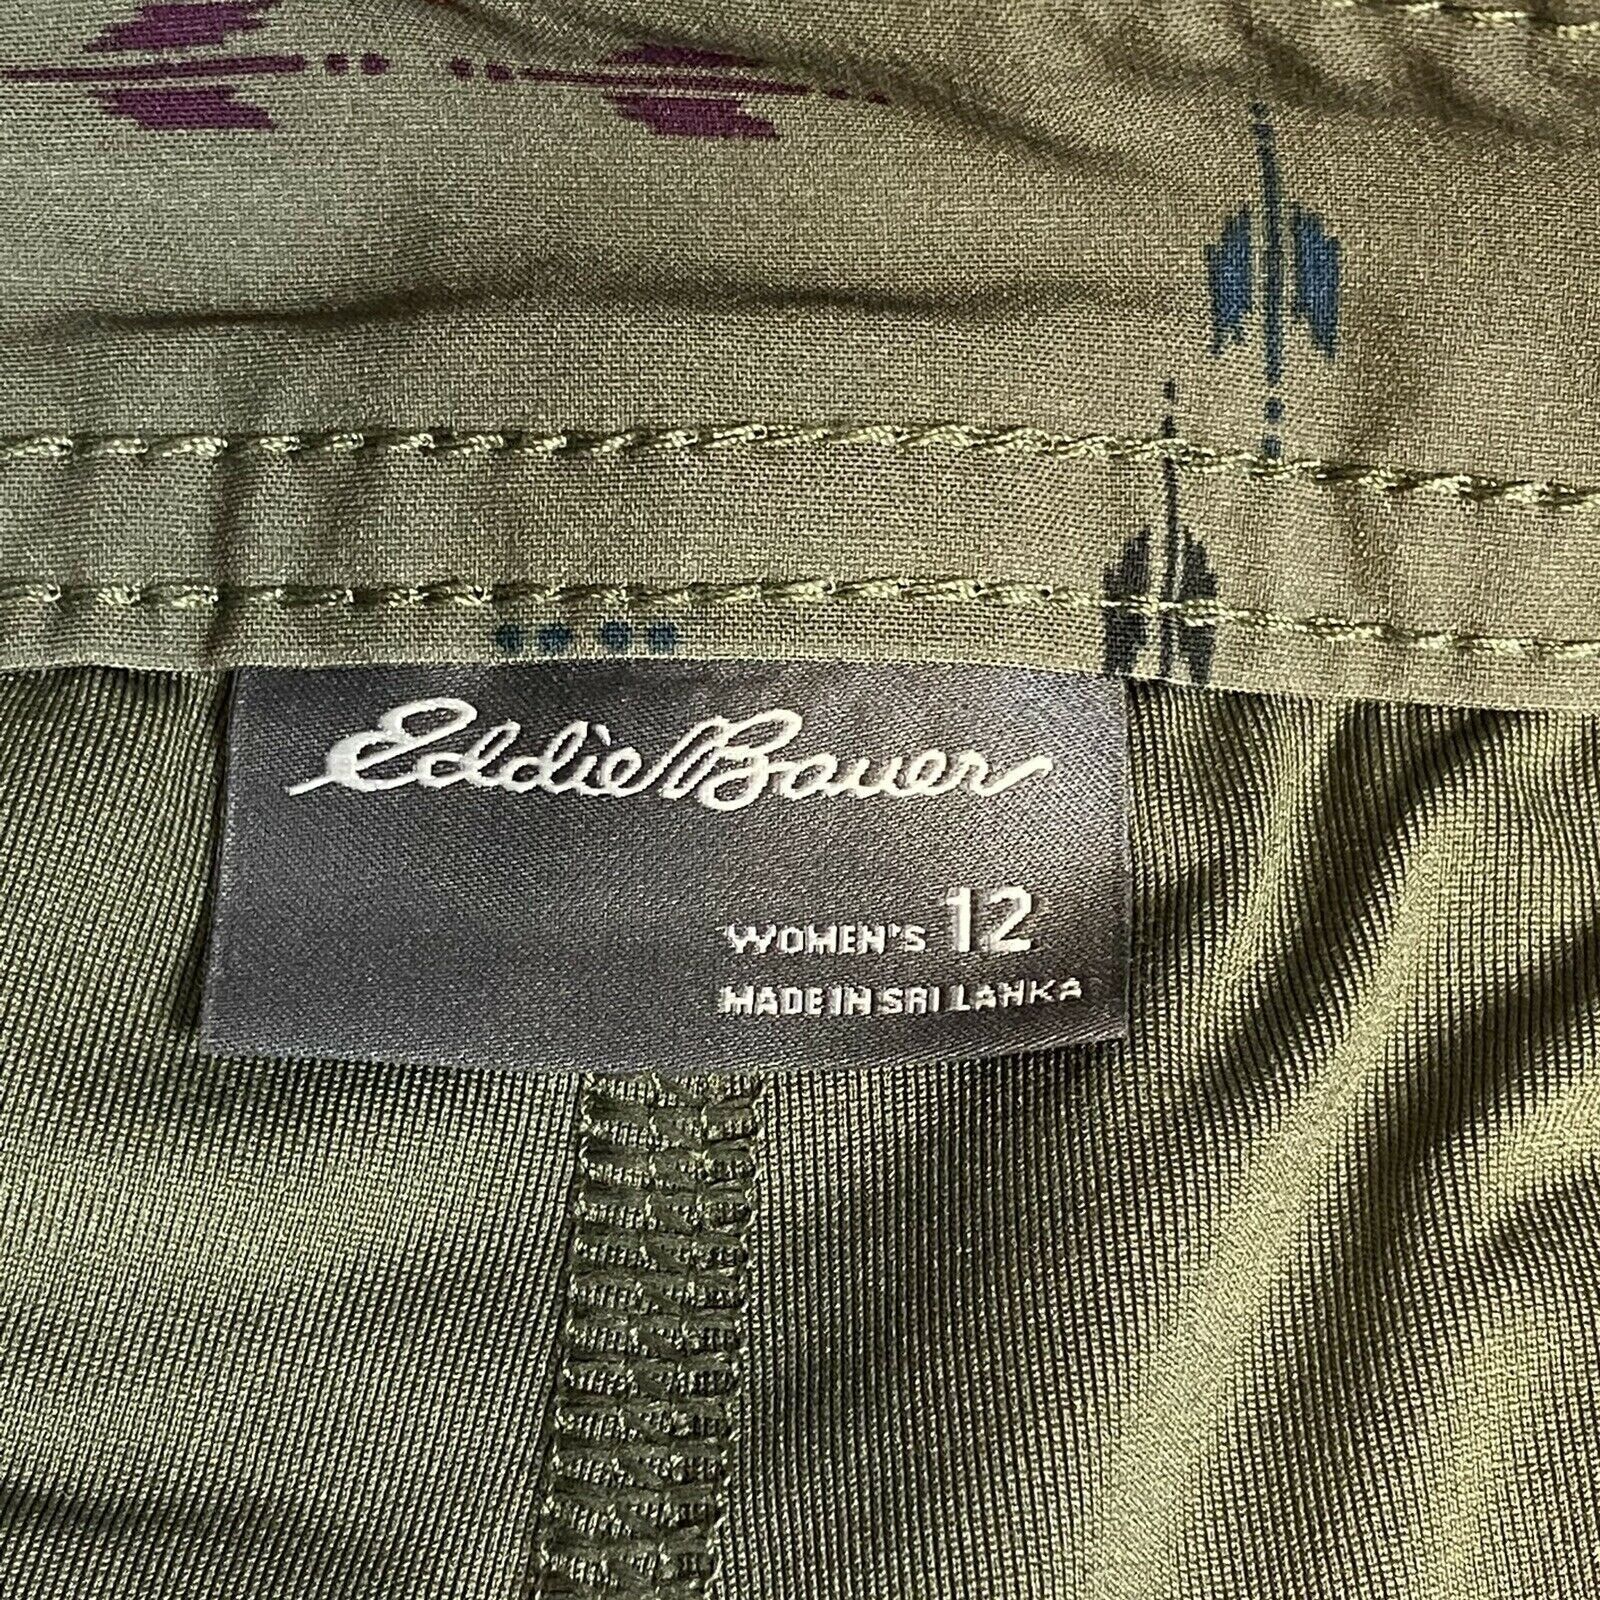 Eddie Bauer
WOMEN'S 12
MADE IN SRI LANKA